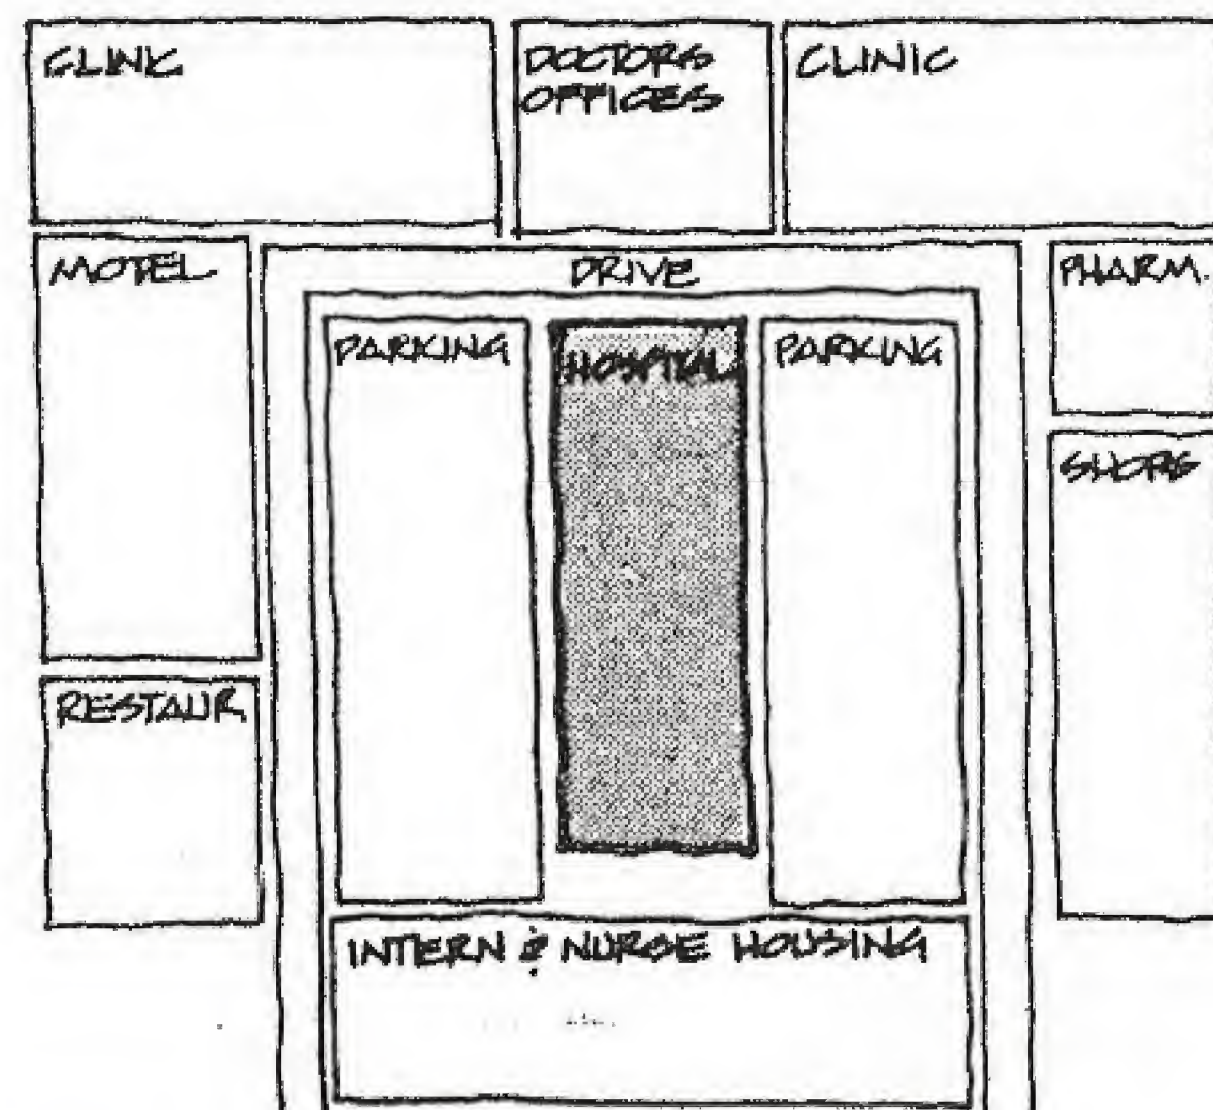 CLINIC
DOCTORS
OFFICES
CLINIC
MOTEL
DRIVE
PHARM.
PARKING
HOSPITAL
PARKING
SHOPS
RESTAUR
INTERN & NURSE HOUSING